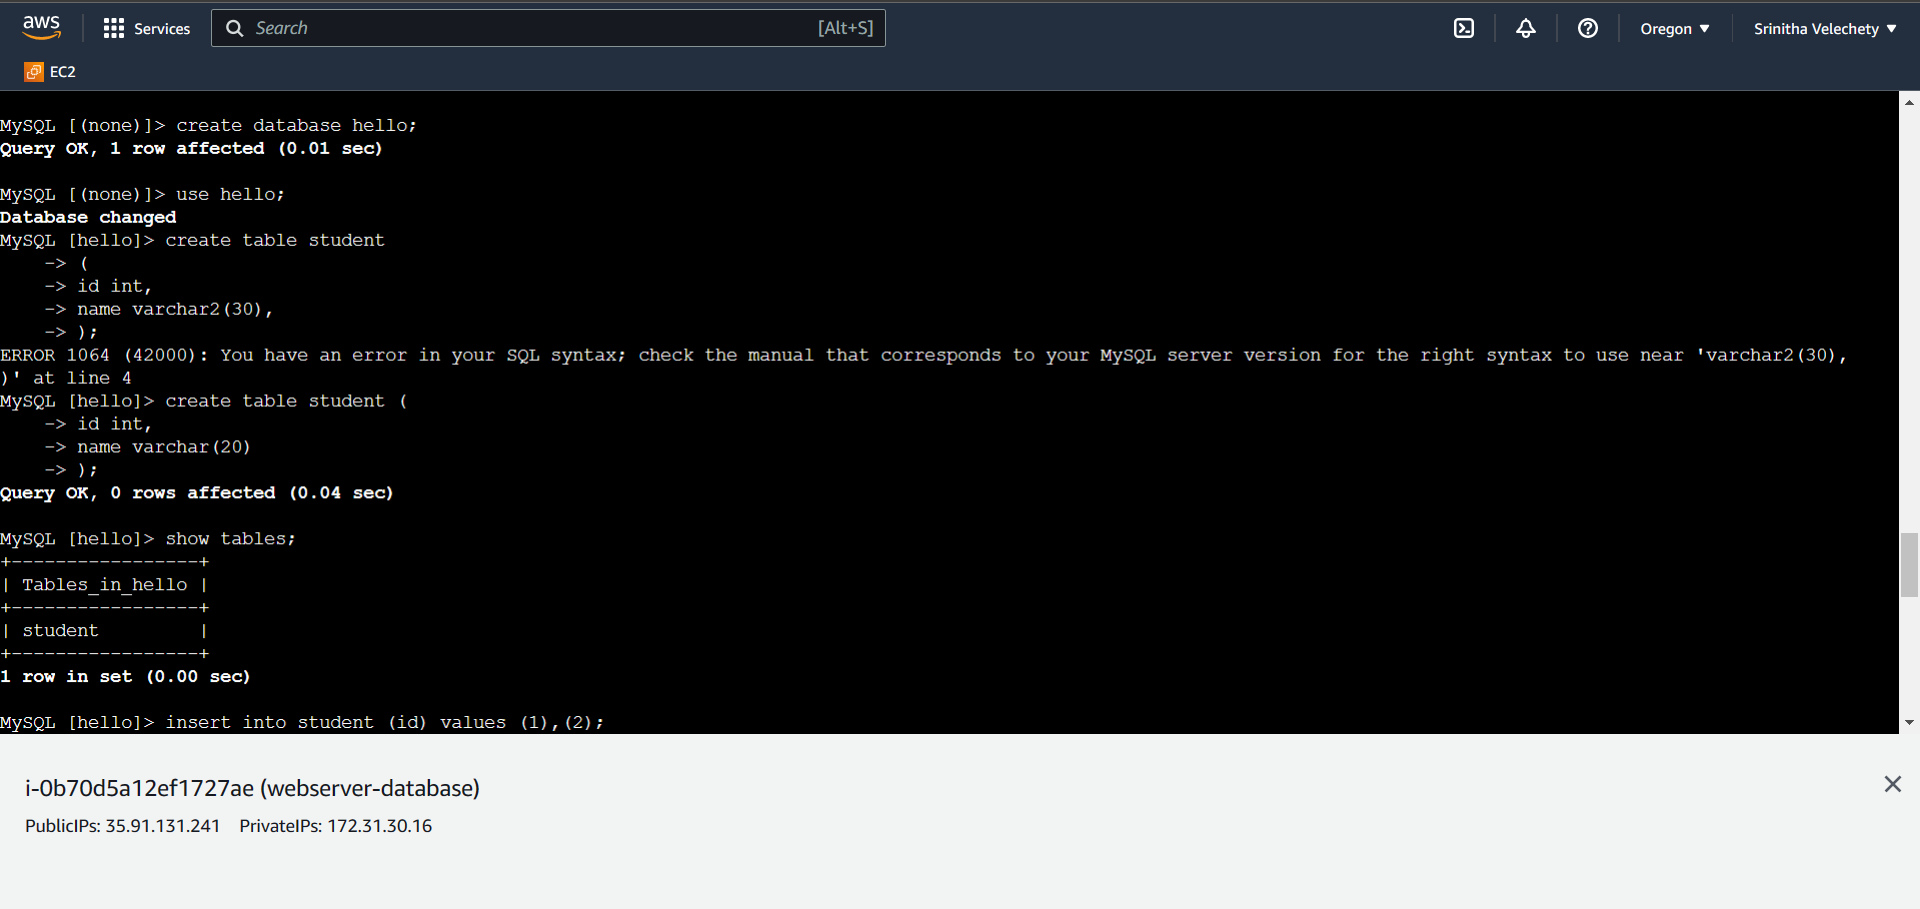 aws Services Search [Alt+S] Oregon ▼ Srinitha Velechety ▼
EC2
MySQL [(none)]> create database hello;
Query OK, 1 row affected (0.01 sec)
MySQL [(none)]> use hello;
Database changed
MySQL [hello]> create table student
    -> (
    -> id int,
    -> name varchar2(30),
    -> );
ERROR 1064 (42000): You have an error in your SQL syntax; check the manual that corresponds to your MySQL server version for the right syntax to use near 'varchar2(30),
)' at line 4
MySQL [hello]> create table student (
    -> id int,
    -> name varchar(20)
    -> );
Query OK, 0 rows affected (0.04 sec)
MySQL [hello]> show tables;
+-----------------+
| Tables_in_hello |
+-----------------+
| student         |
+-----------------+
1 row in set (0.00 sec)
MySQL [hello]> insert into student (id) values (1),(2);
i-0b70d5a12ef1727ae (webserver-database)
PublicIPs: 35.91.131.241 PrivateIPs: 172.31.30.16